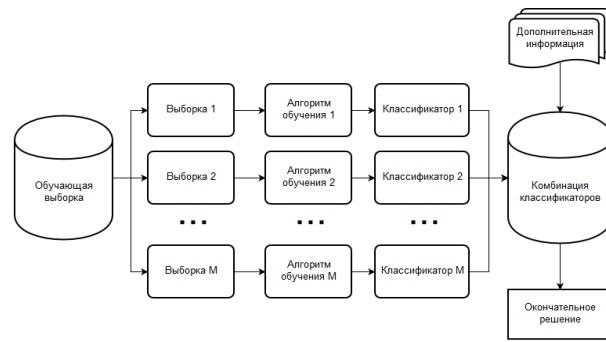 Дополнительная
информация
Выборка 1
Алгоритм
обучения 1
Классификатор 1
Обучающая
выборка
Выборка 2
Алгоритм
обучения 2
Классификатор 2
Комбинация
классификаторов
...
...
...
Выборка М
Алгоритм
обучения М
Классификатор М
Окончательное
решение